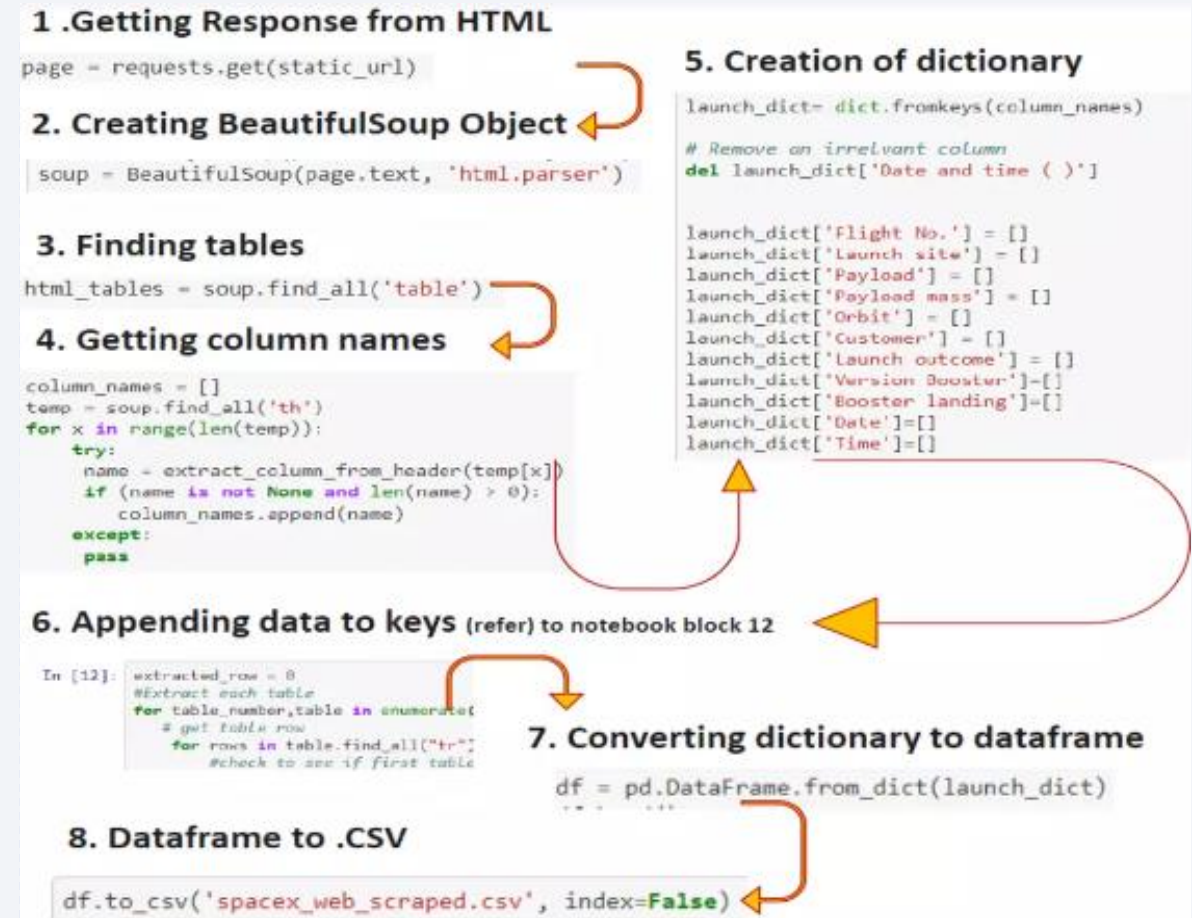 1 .Getting Response from HTML
page = requests.get(static_url)
2. Creating BeautifulSoup Object
soup = BeautifulSoup(page.text, 'html.parser')
3. Finding tables
html_tables = soup.find_all('table')
4. Getting column names
column_names = []
temp = soup.find_all('th')
for x in range(len(temp)):
try:
name = extract_column_from_header(temp[x])
if (name is not None and len(name) > 0):
column_names.append(name)
except:
pass
5. Creation of dictionary
launch_dict= dict.fromkeys(column_names)
# Remove an irrelvant column
del launch_dict['Date and time ( )']
launch_dict['Flight No.'] = []
launch_dict['Launch site'] = []
launch_dict['Payload'] = []
launch_dict['Payload mass'] = []
launch_dict['Orbit'] = []
launch_dict['Customer'] = []
launch_dict['Launch outcome'] = []
launch_dict['Version Booster']=[]
launch_dict['Booster landing']=[]
launch_dict['Date']=[]
launch_dict['Time']=[]
6. Appending data to keys (refer) to notebook block 12
In [12]: extracted_row = 0
#Extract each table
for table_number,table in enumerate(
# get table row
for rows in table.find_all("tr"
#check to see if first table
7. Converting dictionary to dataframe
df = pd.DataFrame.from_dict(launch_dict)
8. Dataframe to .CSV
df.to_csv('spacex_web_scraped.csv', index=False)